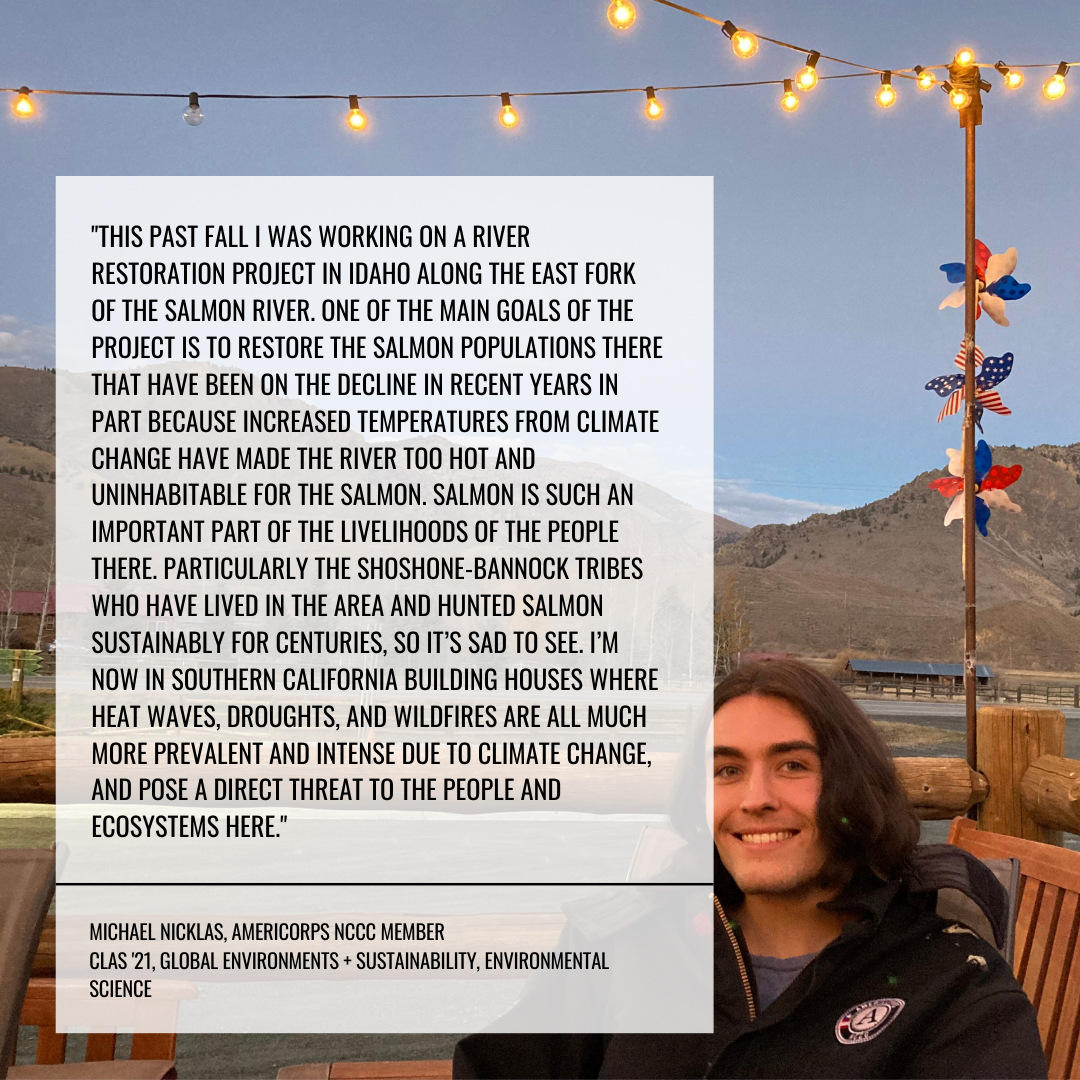 "THIS PAST FALL I WAS WORKING ON A RIVER
RESTORATION PROJECT IN IDAHO ALONG THE EAST FORK
OF THE SALMON RIVER. ONE OF THE MAIN GOALS OF THE
PROJECT IS TO RESTORE THE SALMON POPULATIONS THERE
THAT HAVE BEEN ON THE DECLINE IN RECENT YEARS IN
PART BECAUSE INCREASED TEMPERATURES FROM CLIMATE
CHANGE HAVE MADE THE RIVER TOO HOT AND
UNINHABITABLE FOR THE SALMON. SALMON IS SUCH AN
IMPORTANT PART OF THE LIVELIHOODS OF THE PEOPLE
THERE. PARTICULARLY THE SHOSHONE-BANNOCK TRIBES
WHO HAVE LIVED IN THE AREA AND HUNTED SALMON
SUSTAINABLY FOR CENTURIES, SO IT’S SAD TO SEE. I’M
NOW IN SOUTHERN CALIFORNIA BUILDING HOUSES WHERE
HEAT WAVES, DROUGHTS, AND WILDFIRES ARE ALL MUCH
MORE PREVALENT AND INTENSE DUE TO CLIMATE CHANGE,
AND POSE A DIRECT THREAT TO THE PEOPLE AND
ECOSYSTEMS HERE."
MICHAEL NICKLAS, AMERICORPS NCCC MEMBER
CLAS '21, GLOBAL ENVIRONMENTS + SUSTAINABILITY, ENVIRONMENTAL
SCIENCE
A